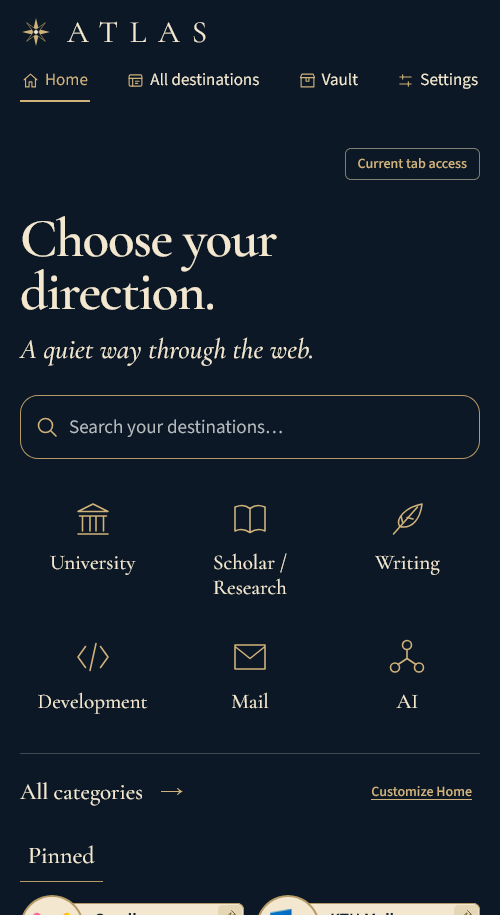 ATLAS
Home All destinations Vault Settings
Current tab access
Choose your
direction.
A quiet way through the web.
Search your destinations…
University Scholar / Writing
Research
Development Mail AI
All categories → Customize Home
Pinned